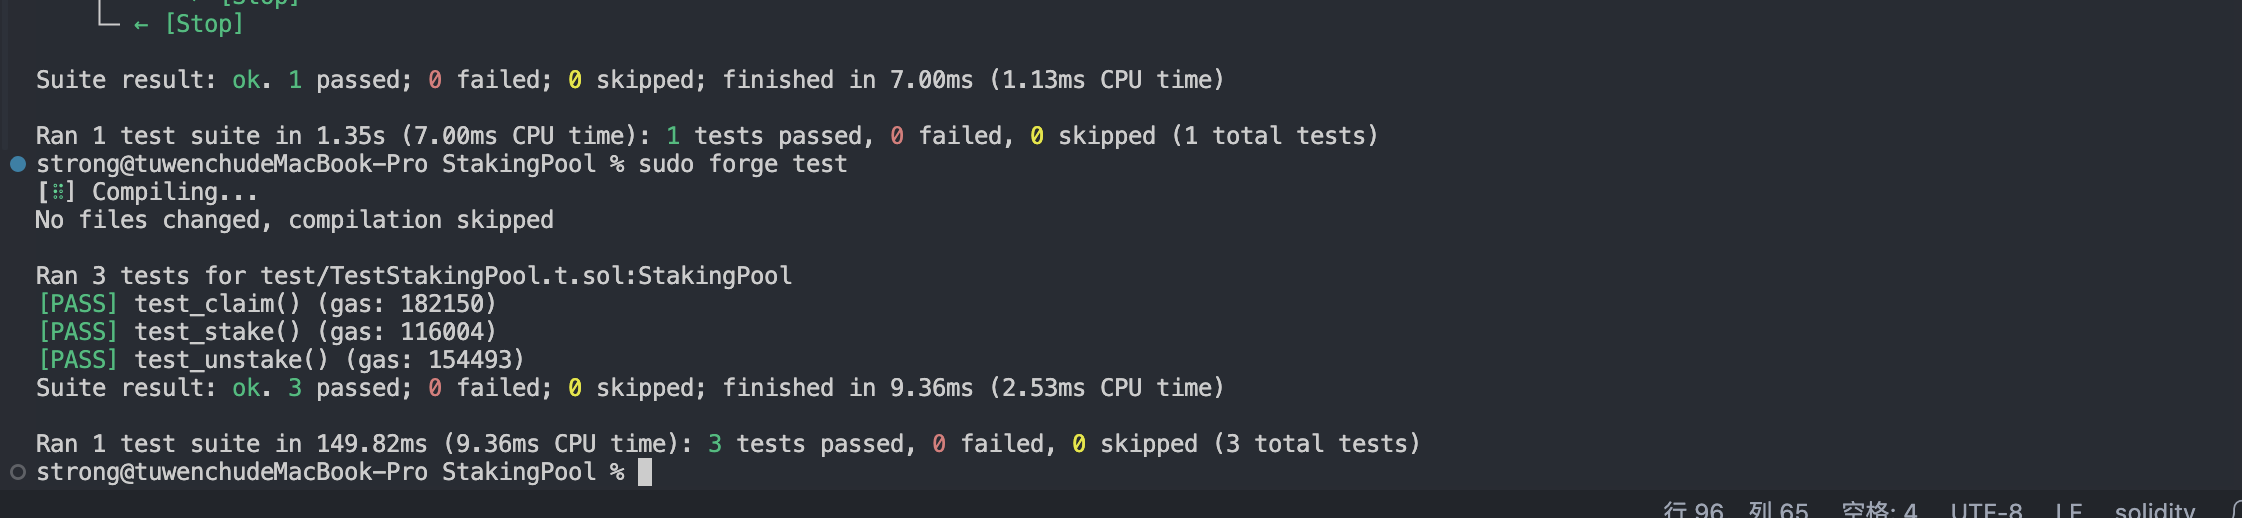 ← [Stop]
Suite result: ok. 1 passed; 0 failed; 0 skipped; finished in 7.00ms (1.13ms CPU time)
Ran 1 test suite in 1.35s (7.00ms CPU time): 1 tests passed, 0 failed, 0 skipped (1 total tests)
strong@tuwenchudeMacBook-Pro StakingPool % sudo forge test
[⠿] Compiling...
No files changed, compilation skipped
Ran 3 tests for test/TestStakingPool.t.sol:StakingPool
[PASS] test_claim() (gas: 182150)
[PASS] test_stake() (gas: 116004)
[PASS] test_unstake() (gas: 154493)
Suite result: ok. 3 passed; 0 failed; 0 skipped; finished in 9.36ms (2.53ms CPU time)
Ran 1 test suite in 149.82ms (9.36ms CPU time): 3 tests passed, 0 failed, 0 skipped (3 total tests)
strong@tuwenchudeMacBook-Pro StakingPool %
行 96, 列 65 空格: 4 UTF-8 LF solidity